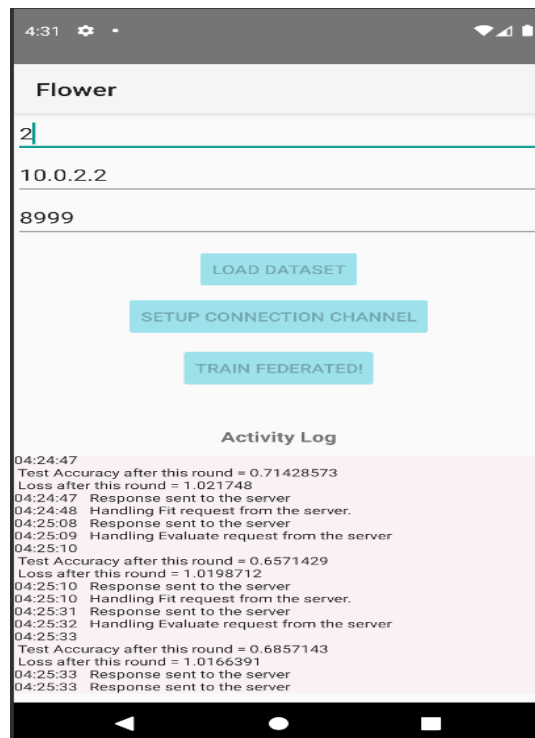 4:31
Flower
2
10.0.2.2
8999
LOAD DATASET
SETUP CONNECTION CHANNEL
TRAIN FEDERATED!
Activity Log
04:24:47
Test Accuracy after this round = 0.71428573
Loss after this round = 1.021748
04:24:47 Response sent to the server
04:24:48 Handling Fit request from the server.
04:25:08 Response sent to the server
04:25:09 Handling Evaluate request from the server
04:25:10
Test Accuracy after this round = 0.6571429
Loss after this round = 1.0198712
04:25:10 Response sent to the server
04:25:10 Handling Fit request from the server.
04:25:31 Response sent to the server
04:25:32 Handling Evaluate request from the server
04:25:33
Test Accuracy after this round = 0.6857143
Loss after this round = 1.0166391
04:25:33 Response sent to the server
04:25:33 Response sent to the server